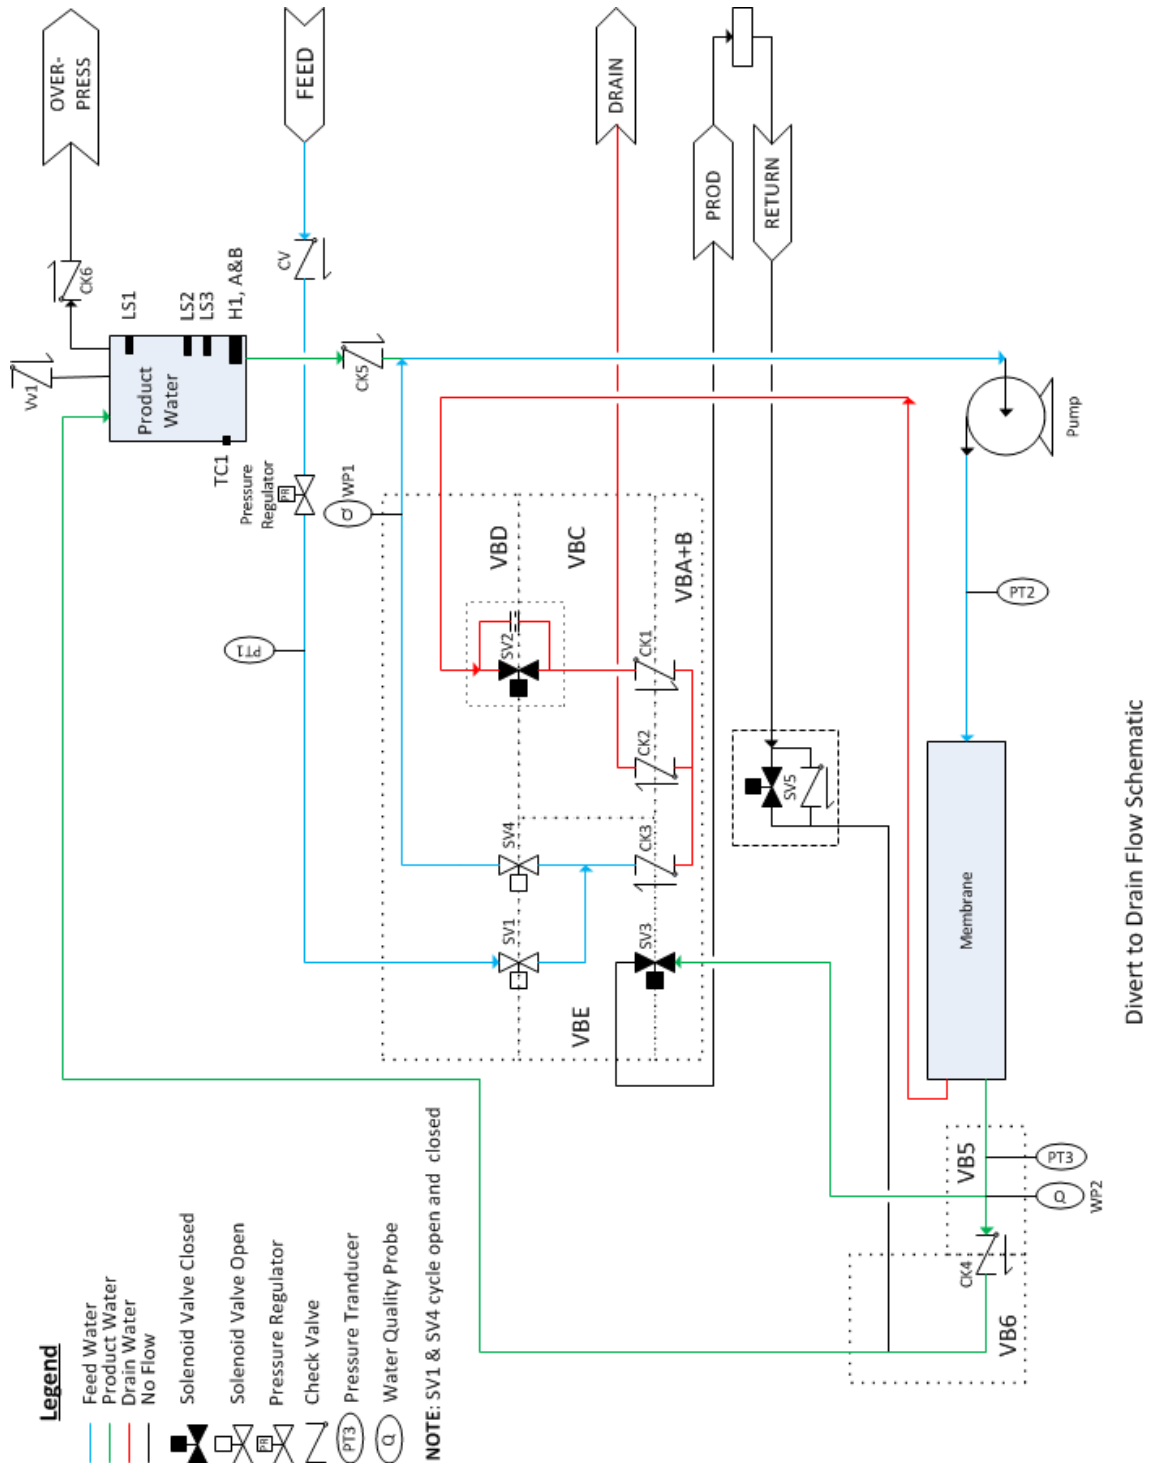 OVER-
PRESS
FEED
DRAIN
PROD
RETURN
CK6
CV
Vv1
LS1
LS2
LS3
H1, A&B
Product
Water
TC1
CK5
Pressure
Regulator
PR
Q
WP1
PT1
Pump
PT2
VBD
VBC
VBA+B
SV2
CK1
CK2
SV4
CK3
SV1
SV3
VBE
SV5
Membrane
VB5
PT3
Q
WP2
CK4
VB6
Legend
Feed Water
Product Water
Drain Water
No Flow
Solenoid Valve Closed
Solenoid Valve Open
PR
Pressure Regulator
Check Valve
PT3
Pressure Tranducer
Q
Water Quality Probe
NOTE: SV1 & SV4 cycle open and closed
Divert to Drain Flow Schematic